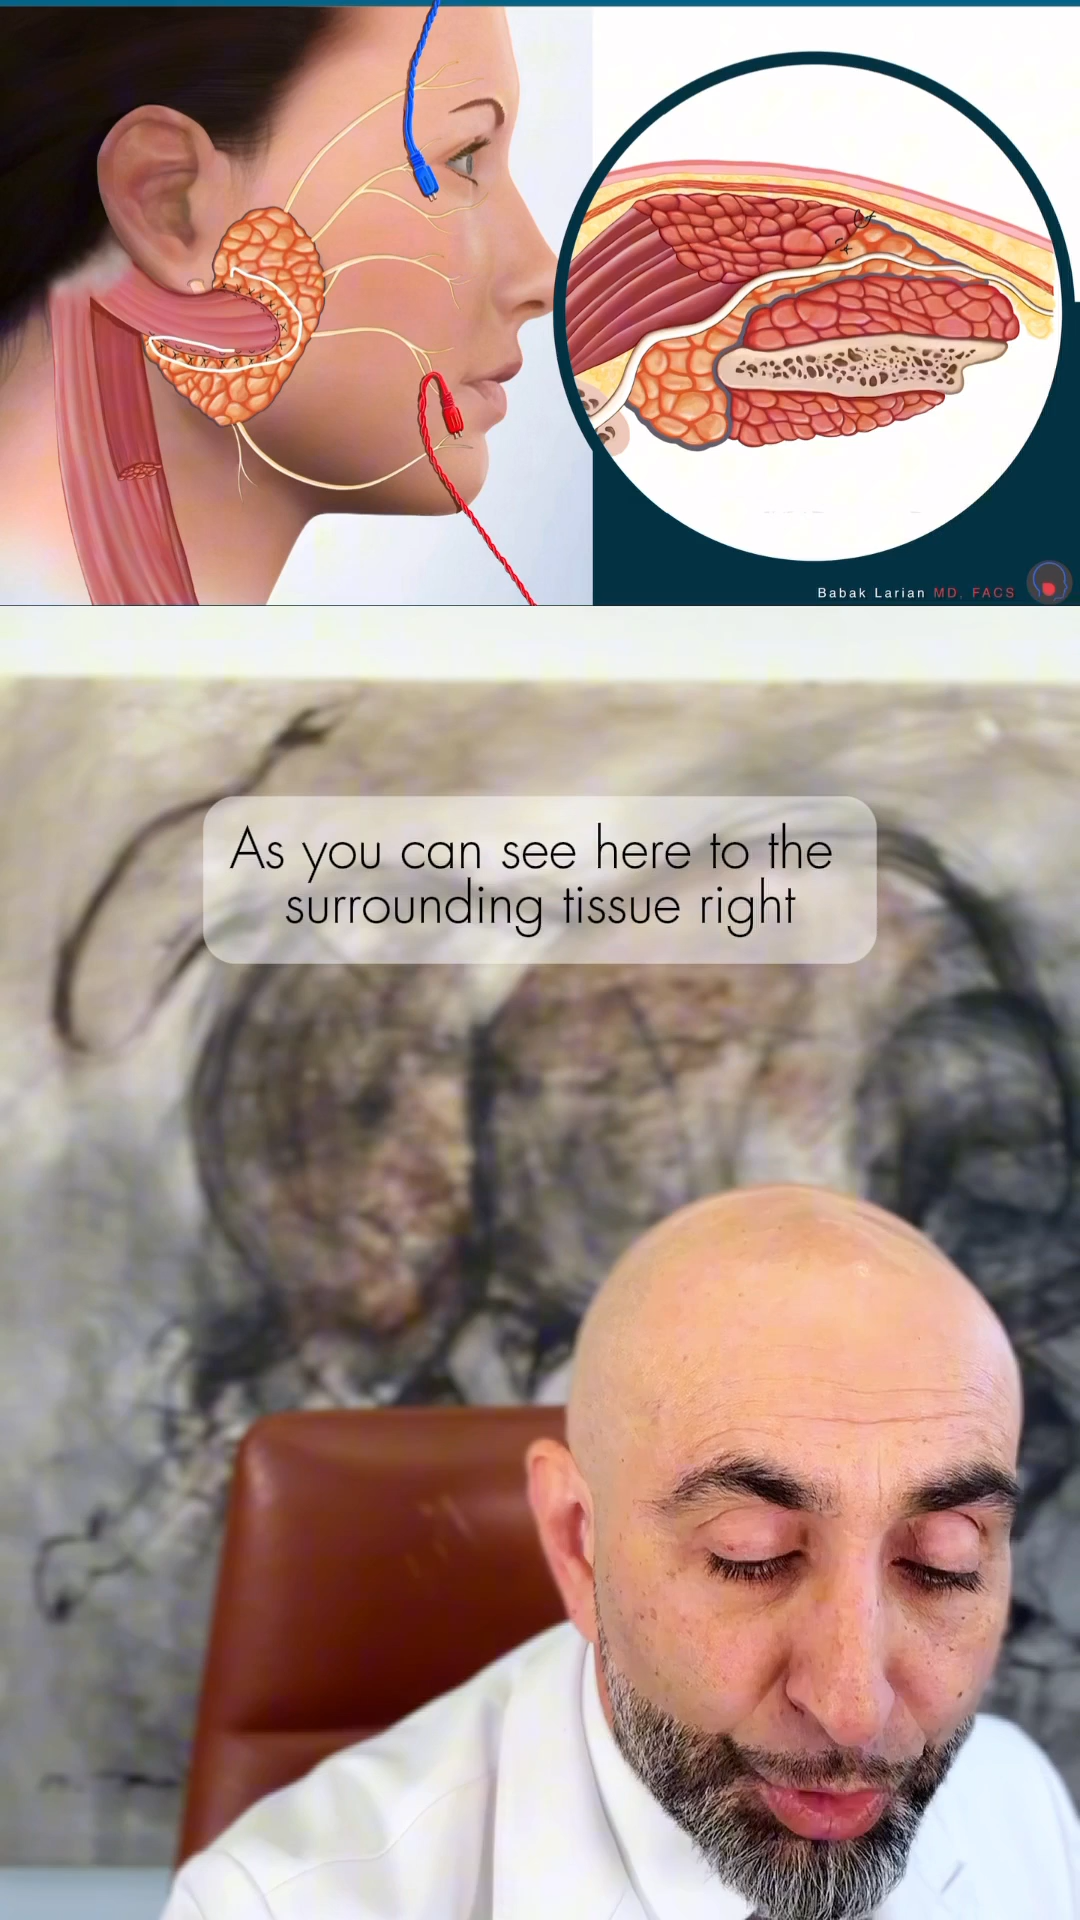 Babak Larian MD, FACS
As you can see here to the
surrounding tissue right